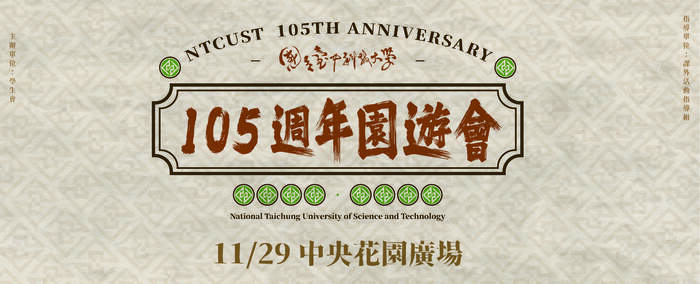 NTCUST 105TH ANNIVERSARY
國立臺中科技大學
105週年園遊會
National Taichung University of Science and Technology
11/29 中央花園廣場
主辦單位：學生會
指導單位：課外活動指導組